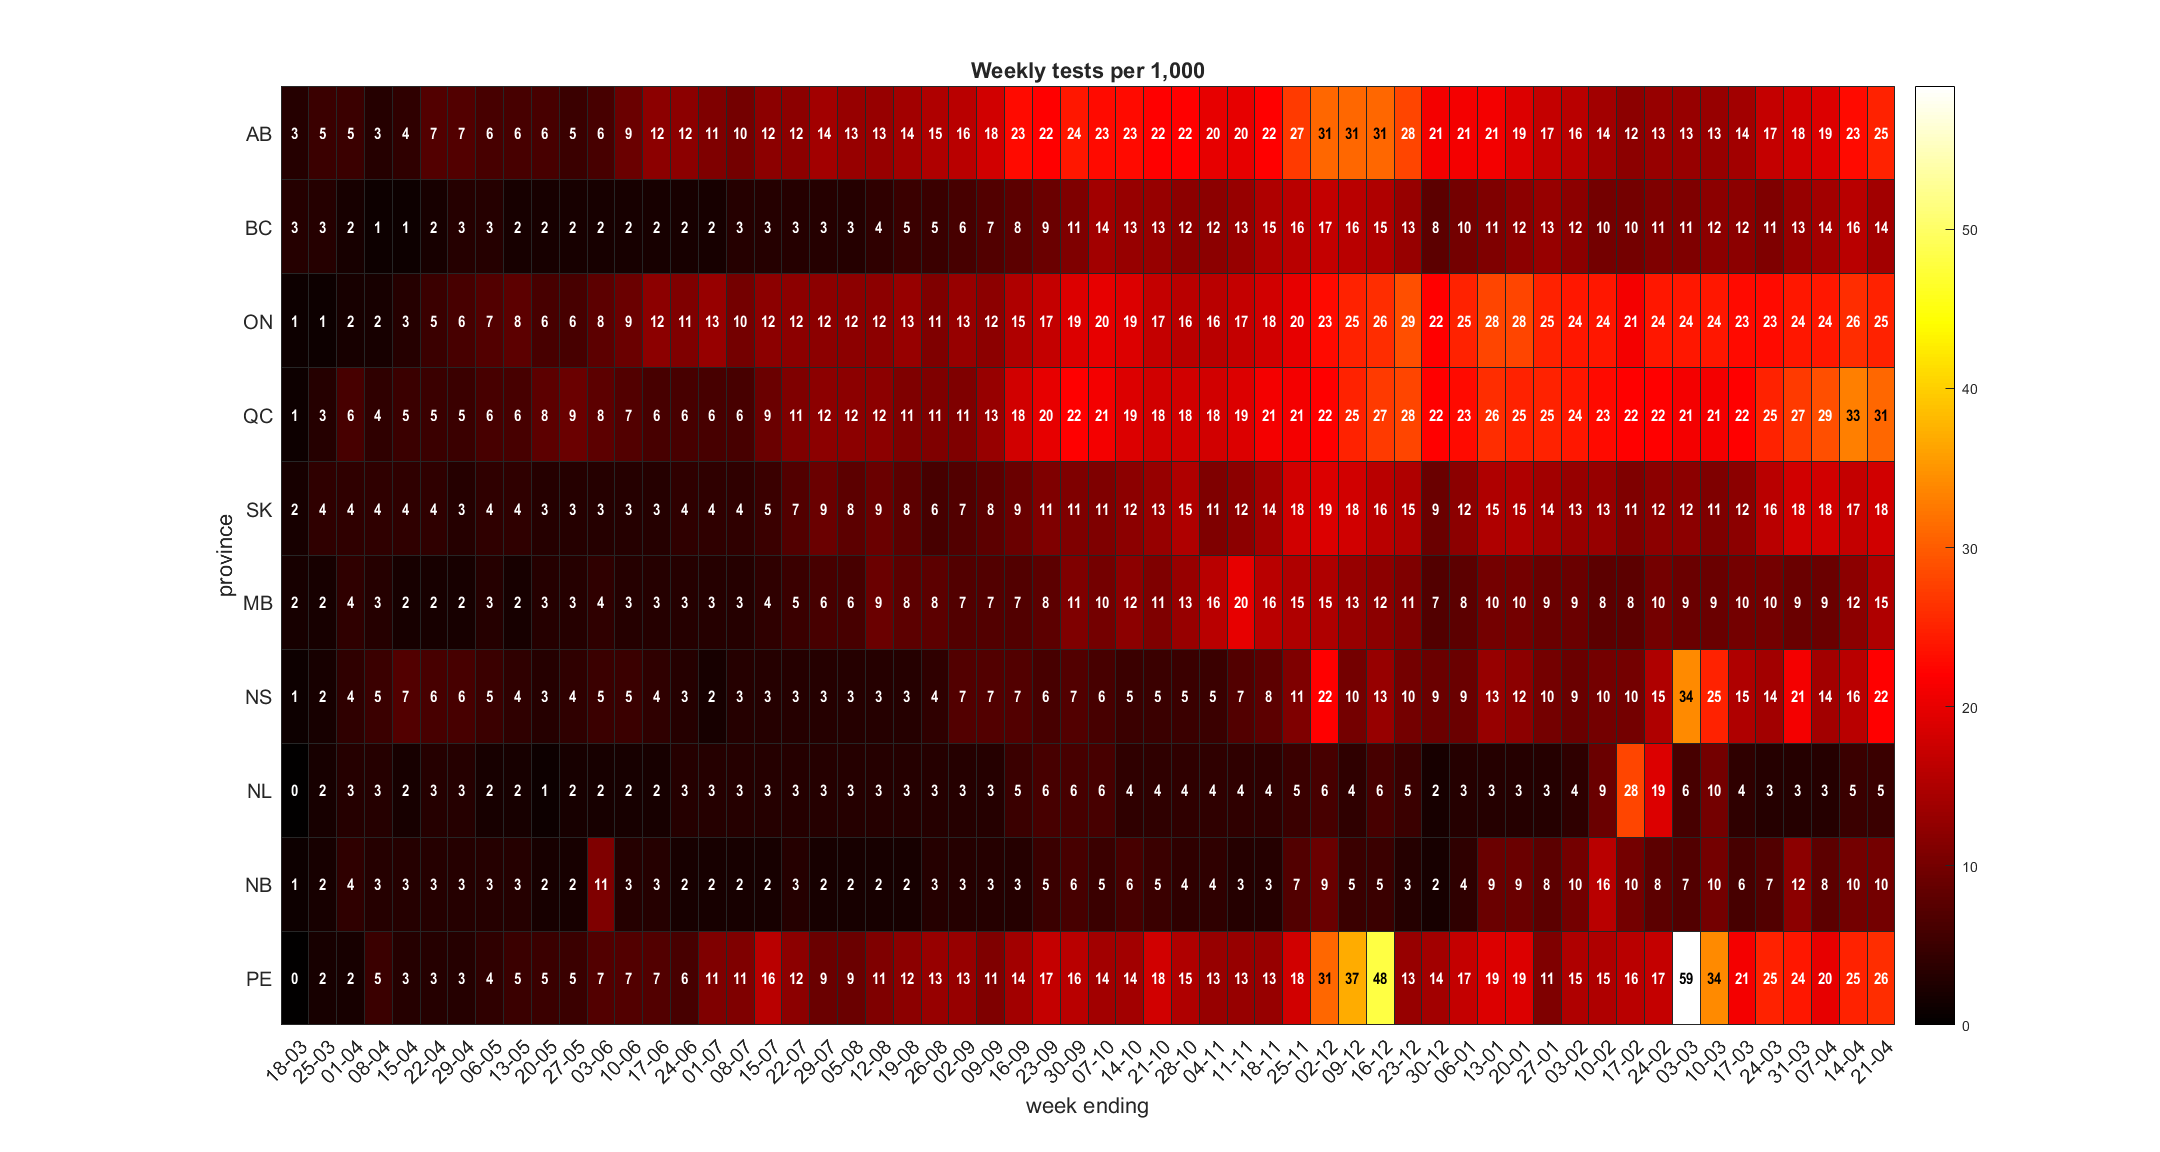 Weekly tests per 1,000
AB 3 5 5 3 4 7 7 6 6 6 5 6 9 12 12 11 10 12 12 14 13 13 14 15 16 18 23 22 24 23 23 22 22 20 20 22 27 31 31 31 28 21 21 21 19 17 16 14 12 13 13 13 14 17 18 19 23 25
BC 3 3 2 1 1 2 3 3 2 2 2 2 2 2 2 2 3 3 3 3 3 4 5 5 6 7 8 9 11 14 13 13 12 12 13 15 16 17 16 15 13 8 10 11 12 13 12 10 10 11 11 12 12 11 13 14 16 14
50
ON 1 1 2 2 3 5 6 7 8 6 6 8 9 12 11 13 10 12 12 12 12 12 13 11 13 12 15 17 19 20 19 17 16 16 17 18 20 23 25 26 29 22 25 28 28 25 24 24 21 24 24 24 23 23 24 24 26 25
40
QC 1 3 6 4 5 5 5 6 6 8 9 8 7 6 6 6 6 9 11 12 12 12 11 11 11 13 18 20 22 21 19 18 18 18 19 21 21 22 25 27 28 22 23 26 25 25 24 23 22 22 21 21 22 25 27 29 33 31
SK 2 4 4 4 4 4 3 4 4 3 3 3 3 3 4 4 4 5 7 9 8 9 8 6 7 8 9 11 11 11 12 13 15 11 12 14 18 19 18 16 15 9 12 15 15 14 13 13 11 12 12 11 12 16 18 18 17 18
30
province
MB 2 2 4 3 2 2 2 3 2 3 3 4 3 3 3 3 3 4 5 6 6 9 8 8 7 7 7 8 11 10 12 11 13 16 20 16 15 15 13 12 11 7 8 10 10 9 9 8 8 10 9 9 10 10 9 9 12 15
NS 1 2 4 5 7 6 6 5 4 3 4 5 5 4 3 2 3 3 3 3 3 3 3 4 7 7 7 6 7 6 5 5 5 5 7 8 11 22 10 13 10 9 9 13 12 10 9 10 10 15 34 25 15 14 21 14 16 22
20
NL 0 2 3 3 2 3 3 2 2 1 2 2 2 2 3 3 3 3 3 3 3 3 3 3 3 3 5 6 6 6 4 4 4 4 4 4 5 6 4 6 5 2 3 3 3 3 4 9 28 19 6 10 4 3 3 3 5 5
10
NB 1 2 4 3 3 3 3 3 3 2 2 11 3 3 2 2 2 2 3 2 2 2 2 3 3 3 3 5 6 5 6 5 4 4 3 3 7 9 5 5 3 2 4 9 9 8 10 16 10 8 7 10 6 7 12 8 10 10
PE 0 2 2 5 3 3 3 4 5 5 5 7 7 7 6 11 11 16 12 9 9 11 12 13 13 11 14 17 16 14 14 18 15 13 13 13 18 31 37 48 13 14 17 19 19 11 15 15 16 17 59 34 21 25 24 20 25 26
0
18-03 25-03 01-04 08-04 15-04 22-04 29-04 06-05 13-05 20-05 27-05 03-06 10-06 17-06 24-06 01-07 08-07 15-07 22-07 29-07 05-08 12-08 19-08 26-08 02-09 09-09 16-09 23-09 30-09 07-10 14-10 21-10 28-10 04-11 11-11 18-11 25-11 02-12 09-12 16-12 23-12 30-12 06-01 13-01 20-01 27-01 03-02 10-02 17-02 24-02 03-03 10-03 17-03 24-03 31-03 07-04 14-04 21-04
week ending